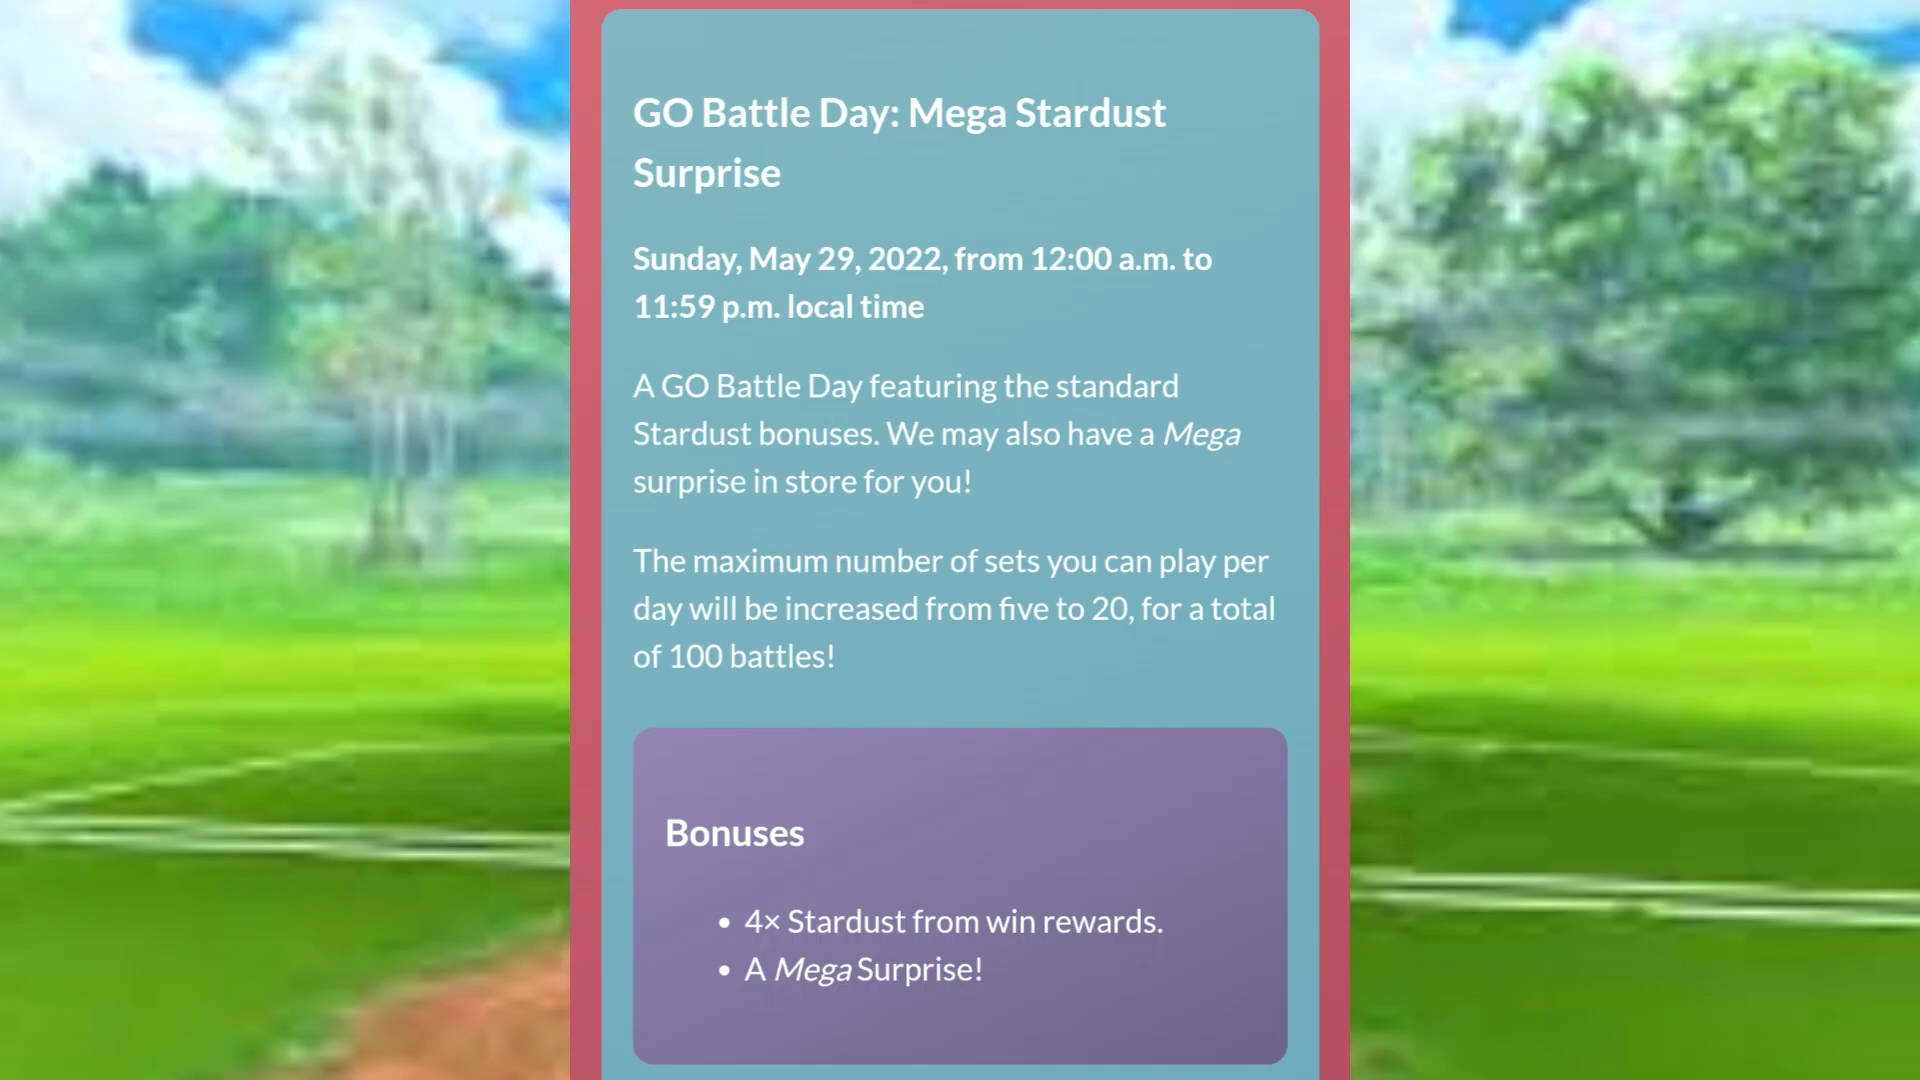 GO Battle Day: Mega Stardust
Surprise
Sunday, May 29, 2022, from 12:00 a.m. to
11:59 p.m. local time
A GO Battle Day featuring the standard
Stardust bonuses. We may also have a Mega
surprise in store for you!
The maximum number of sets you can play per
day will be increased from five to 20, for a total
of 100 battles!
Bonuses
• 4× Stardust from win rewards.
• A Mega Surprise!